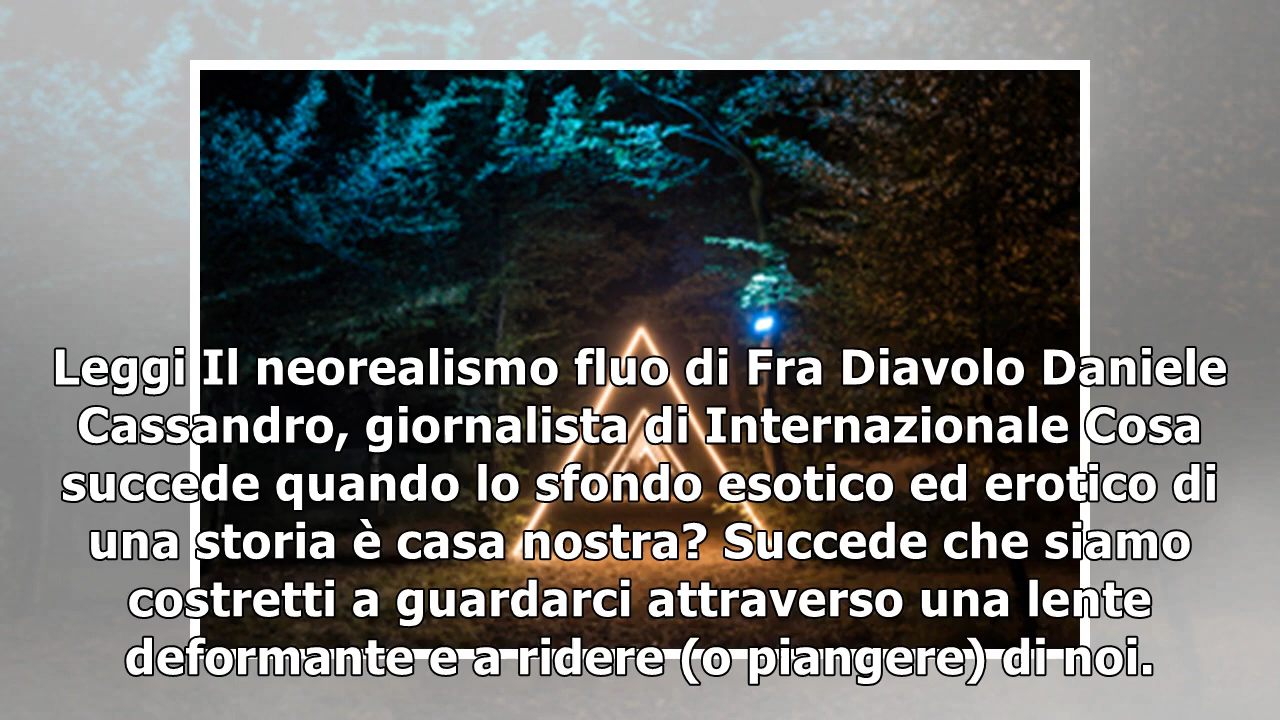 Leggi Il neorealismo fluo di Fra Diavolo Daniele
Cassandro, giornalista di Internazionale Cosa
succede quando lo sfondo esotico ed erotico di
una storia è casa nostra? Succede che siamo
costretti a guardarci attraverso una lente
deformante e a ridere (o piangere) di noi.